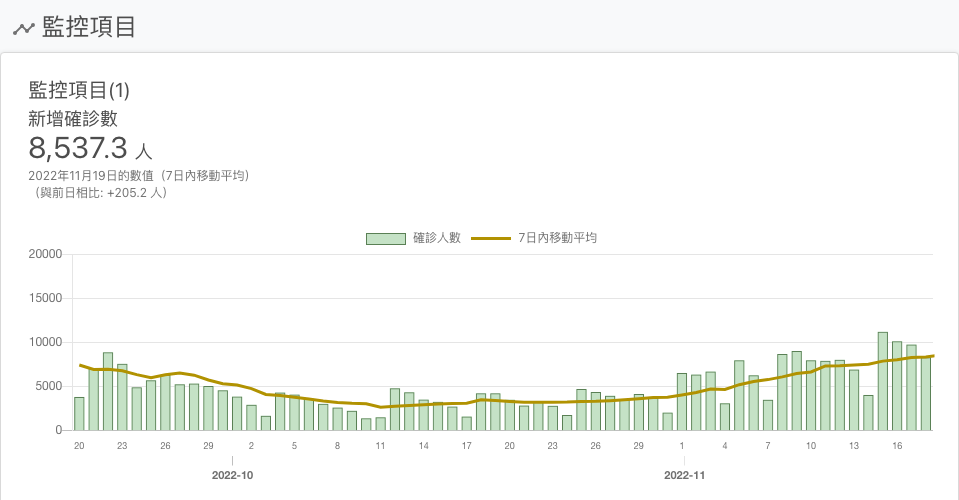 監控項目
監控項目(1)
新增確診數
8,537.3 人
2022年11月19日的數值（7日內移動平均）
（與前日相比: +205.2 人）
確診人數 7日內移動平均
20000
15000
10000
5000
0
20 23 26 29 2 5 8 11 14 17 20 23 26 29 1 4 7 10 13 16
2022-10 2022-11